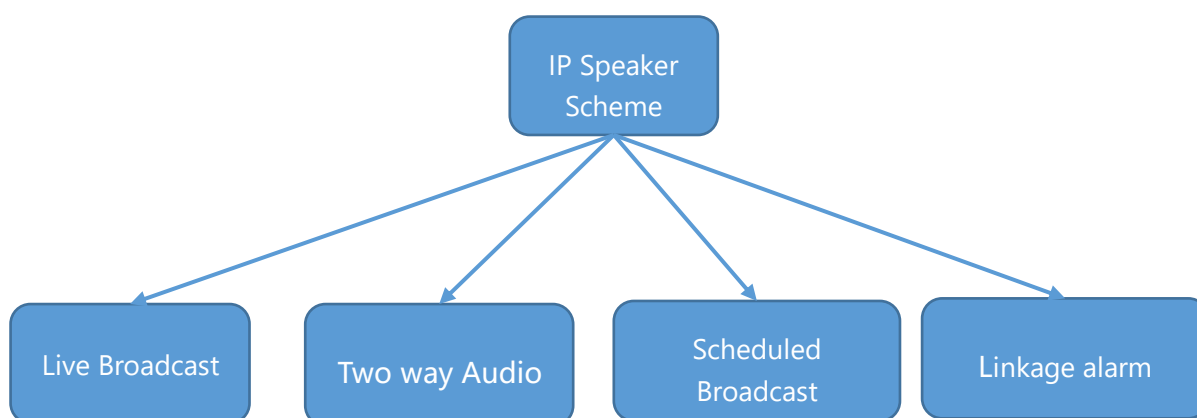 IP Speaker
Scheme
Live Broadcast
Two way Audio
Scheduled
Broadcast
Linkage alarm